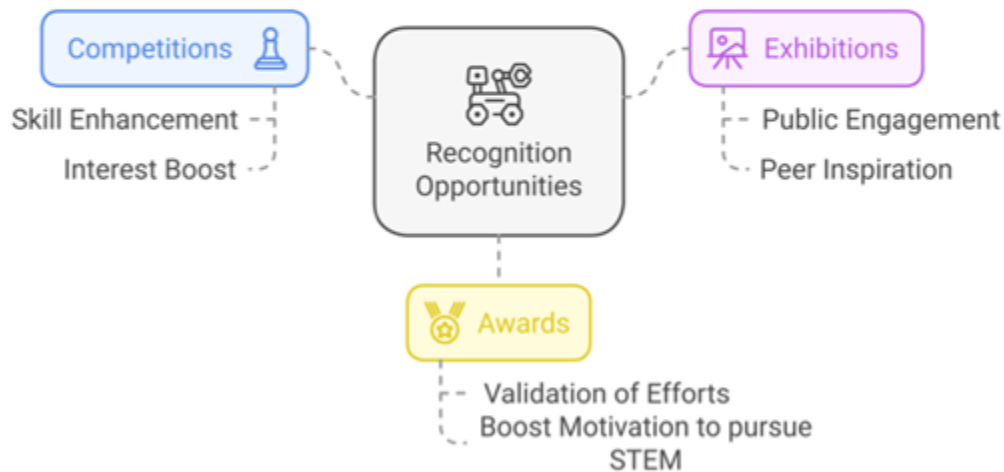 Competitions
Skill Enhancement
Interest Boost
Recognition
Opportunities
Exhibitions
Public Engagement
Peer Inspiration
Awards
Validation of Efforts
Boost Motivation to pursue
STEM